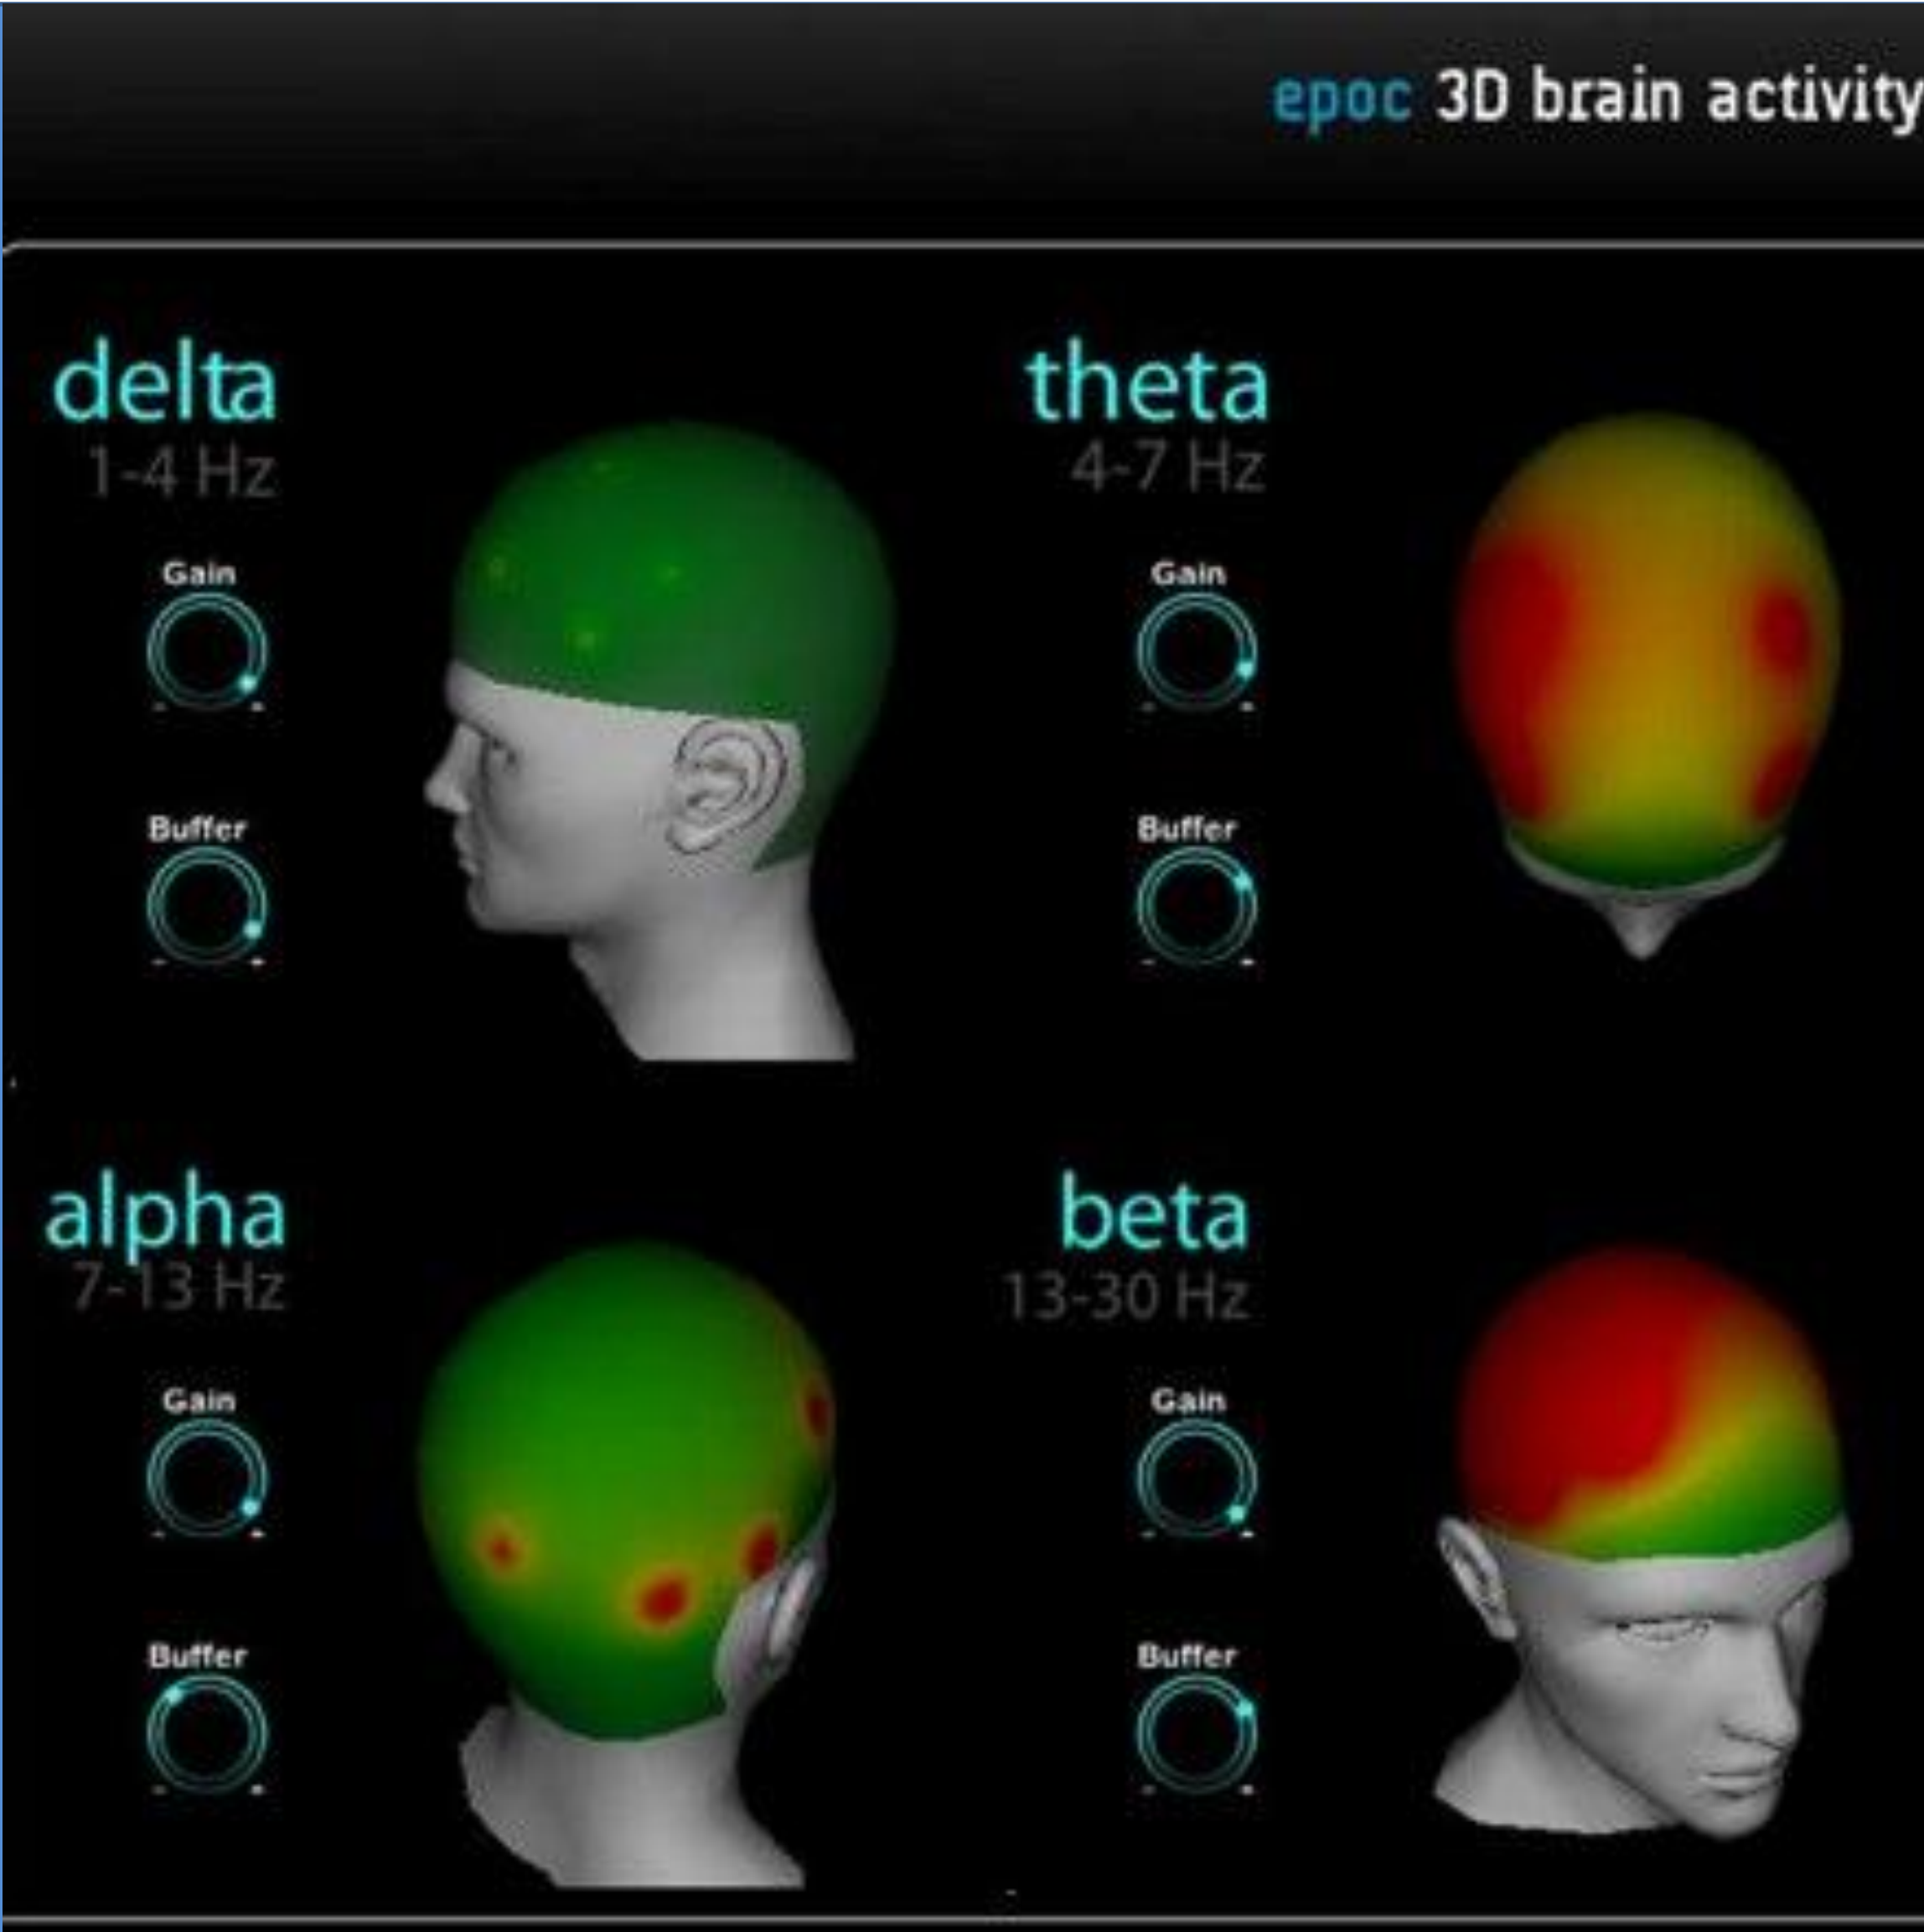 epoc 3D brain activity
delta
1-4 Hz
Gain
Buffer
theta
4-7 Hz
Gain
Buffer
alpha
7-13 Hz
Gain
Buffer
beta
13-30 Hz
Gain
Buffer